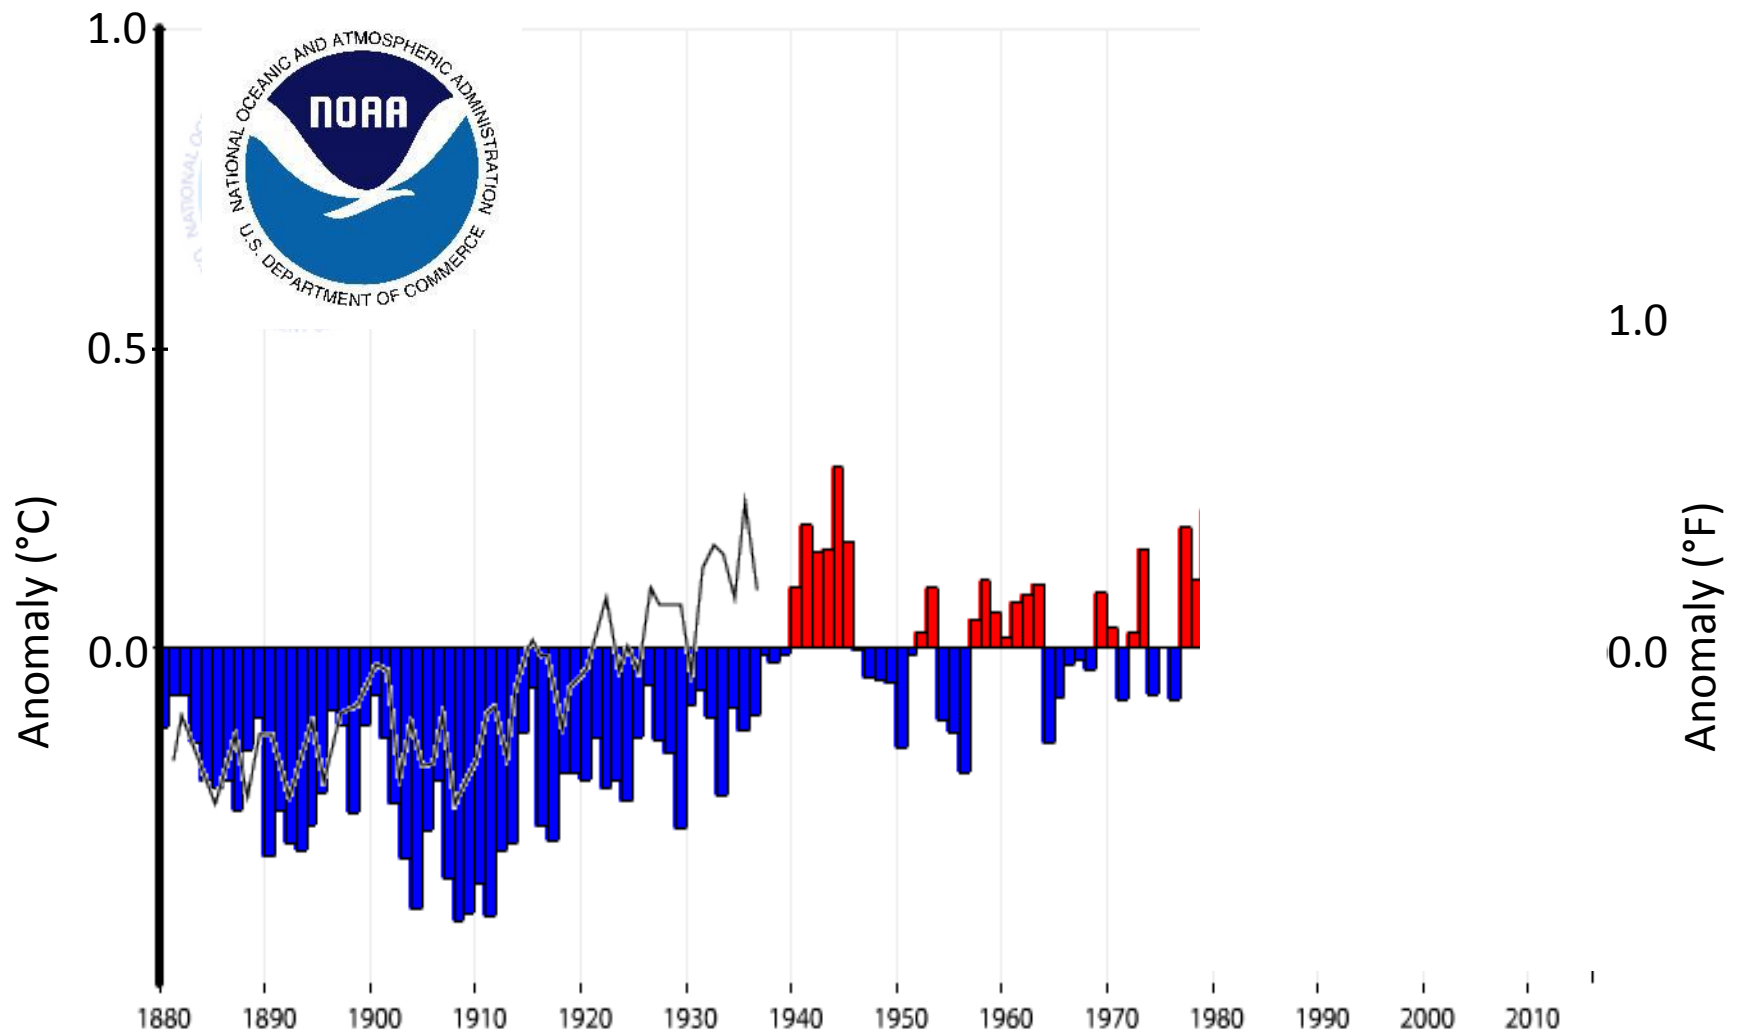 1.0
NATIONAL OCEANIC AND ATMOSPHERIC ADMINISTRATION
NOAA
U.S. DEPARTMENT OF COMMERCE
NATIONAL
0.5
1.0
Anomaly (°C)
0.0
0.0
Anomaly (°F)
1880 1890 1900 1910 1920 1930 1940 1950 1960 1970 1980 1990 2000 2010